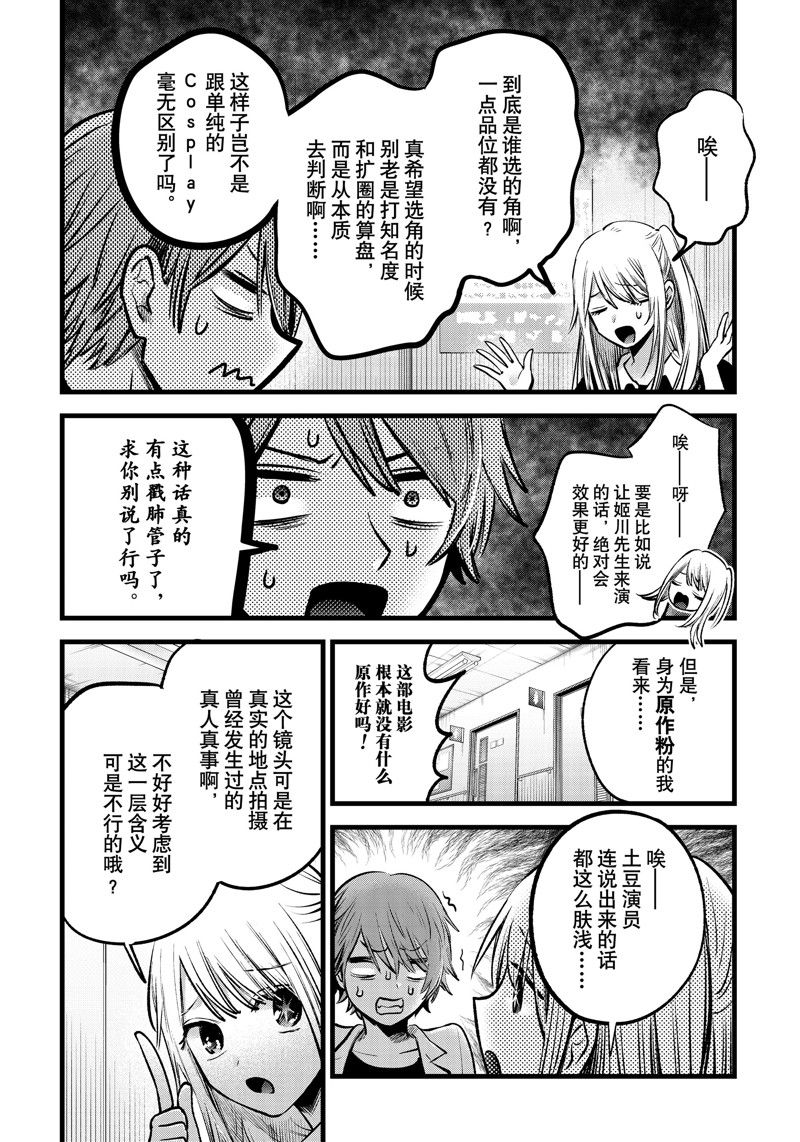 唉——
到底是谁选的角啊，
一点品位都没有？
真希望选角的时候
别老是打知名度
和扩圈的算盘，
而是从本质
去判断啊……
这样子岂不是
跟单纯的
Cosplay
毫无区别了吗。
唉——呀——
要是比如说
让姬川先生来演
的话，绝对会
效果更好的——
这种话真的
有点戳肺管子了，
求你别说了行吗。
但是，
身为原作粉的我
看来……
这部电影
根本就没有什么
原作好吗！
唉——
土豆演员
连说出来的话
都这么肤浅……
这个镜头可是在
真实的地点拍摄
曾经发生过的
真人真事啊，
不好好考虑到
这一层含义
可是不行的哦？